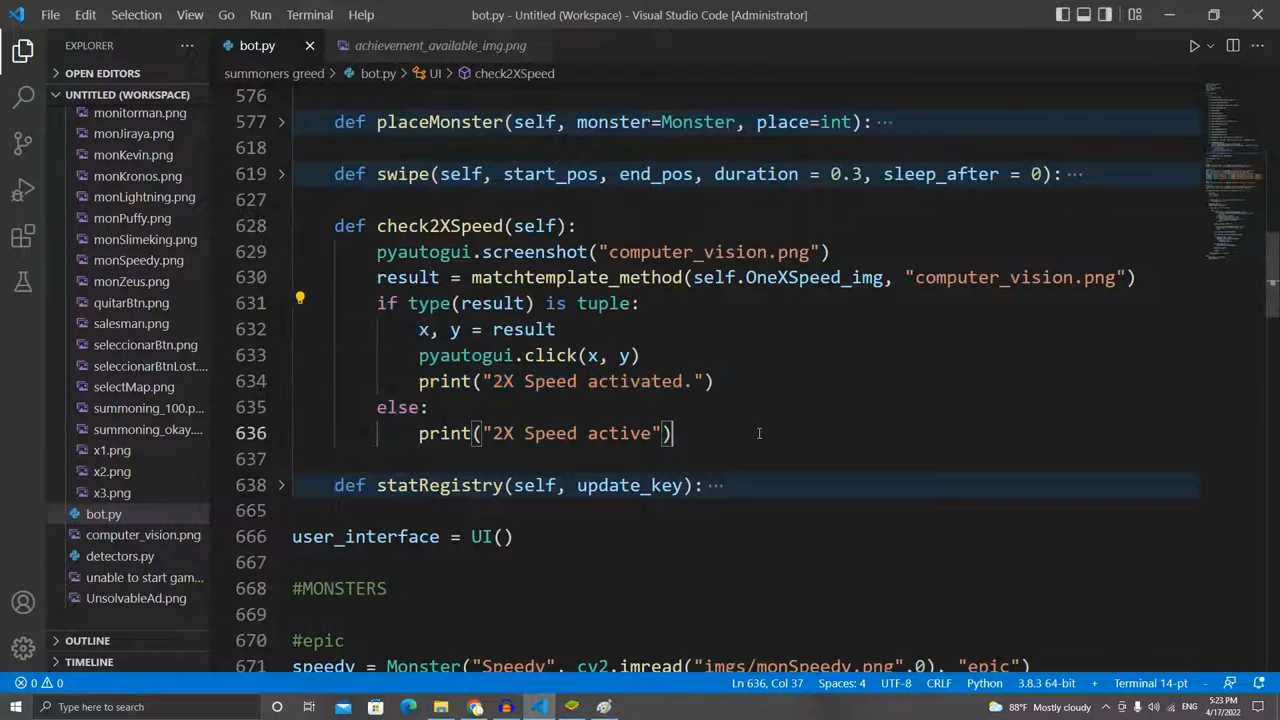 File Edit Selection View Go Run Terminal Help
bot.py - Untitled (Workspace) - Visual Studio Code [Administrator]
EXPLORER
bot.py
achievement_available_img.png
OPEN EDITORS
summoners greed > bot.py > UI > check2XSpeed
UNTITLED (WORKSPACE)
monitorman.png
monJiraya.png
monKevin.png
monKronos.png
monLightning.png
monPuffy.png
monSlimeking.png
monSpeedy.png
monZeus.png
quitarBtn.png
salesman.png
seleccionarBtn.png
seleccionarBtnLost...
selectMap.png
summoning_100.p...
summoning_okay....
x1.png
x2.png
x3.png
bot.py
computer_vision.png
detectors.py
unable to start gam...
UnsolvableAd.png
OUTLINE
TIMELINE
576
577 def placeMonster(self, monster=Monster, =int): ...
618
619 def swipe(self, end_pos, duration = 0.3, sleep_after = 0): ...
627
628 def check2XSpeed(self):
629 pyautogui.screenshot("computer_vision.png")
630 result = matchtemplate_method(self.OneXSpeed_img, "computer_vision.png")
631 if type(result) is tuple:
632 x, y = result
633 pyautogui.click(x, y)
634 print("2X Speed activated.")
635 else:
636 print("2X Speed active")
637
638 def statRegistry(self, update_key): ...
665
666 user_interface = UI()
667
668 #MONSTERS
669
670 #epic
671 speedy = Monster("Speedy", cv2.imread("imgs/monSpeedy.png",0), "epic")
0 0
Ln 636, Col 37 Spaces: 4 UTF-8 CRLF Python 3.8.3 64-bit + Terminal 14-pt -
Type here to search
88°F Mostly cloudy
ENG
5:23 PM
4/17/2022